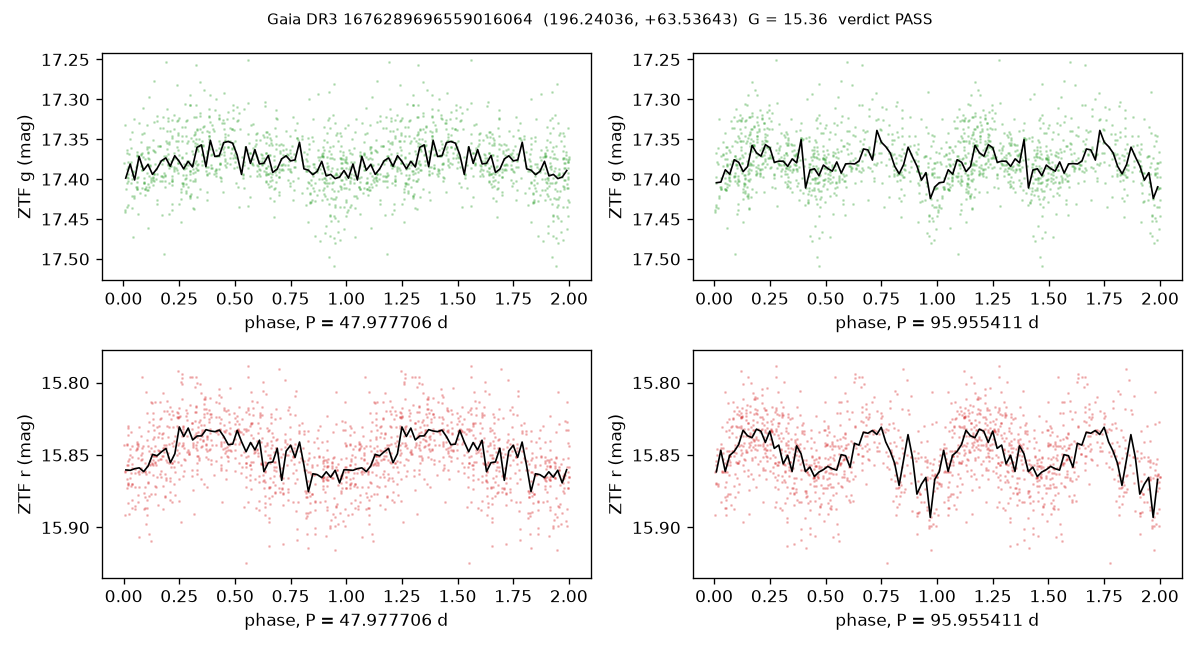 Gaia DR3 1676289696559016064  (196.24036, +63.53643)  G = 15.36  verdict PASS
17.25
17.30
17.35
17.40
17.45
17.50
ZTF g (mag)
0.00 0.25 0.50 0.75 1.00 1.25 1.50 1.75 2.00
phase, P = 47.977706 d
17.25
17.30
17.35
17.40
17.45
17.50
ZTF g (mag)
0.00 0.25 0.50 0.75 1.00 1.25 1.50 1.75 2.00
phase, P = 95.955411 d
15.80
15.85
15.90
ZTF r (mag)
0.00 0.25 0.50 0.75 1.00 1.25 1.50 1.75 2.00
phase, P = 47.977706 d
15.80
15.85
15.90
ZTF r (mag)
0.00 0.25 0.50 0.75 1.00 1.25 1.50 1.75 2.00
phase, P = 95.955411 d